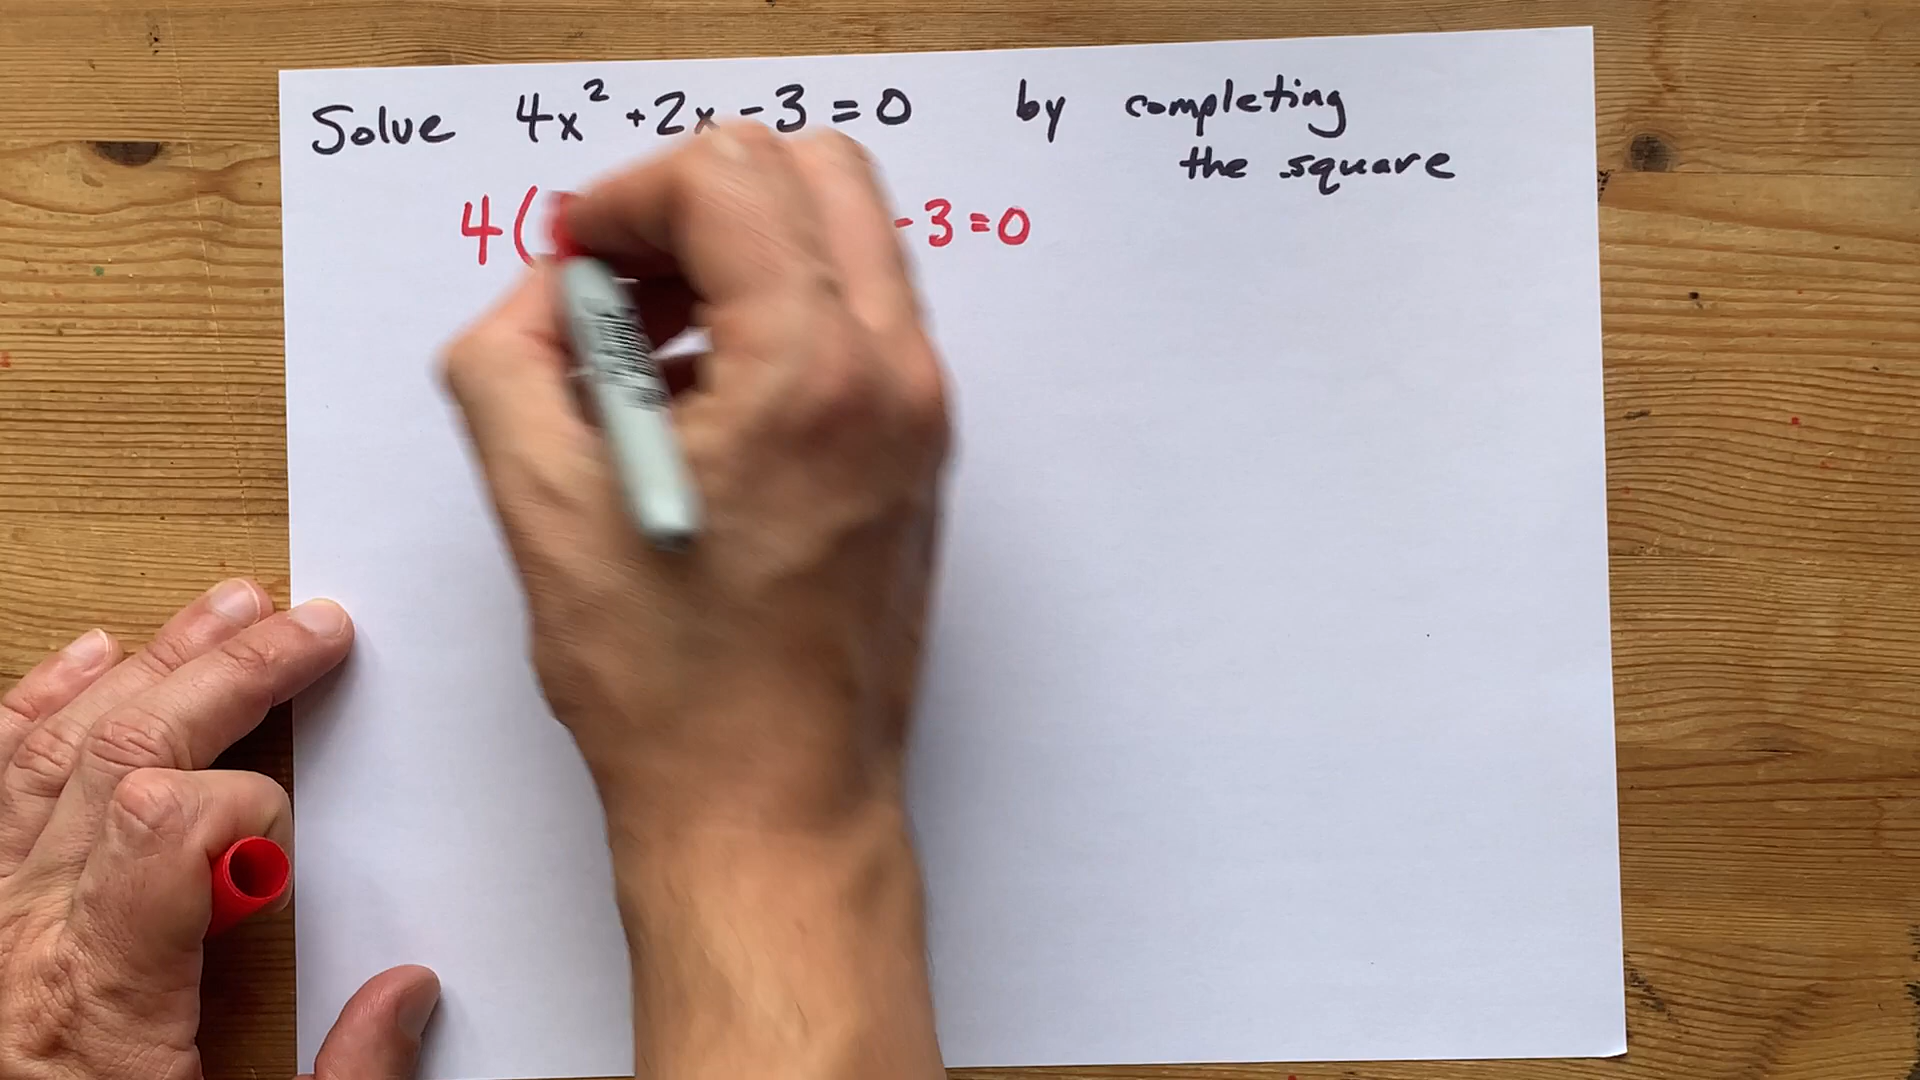 Solve 4x² +2x -3 = 0 by completing
the square
4( -3=0